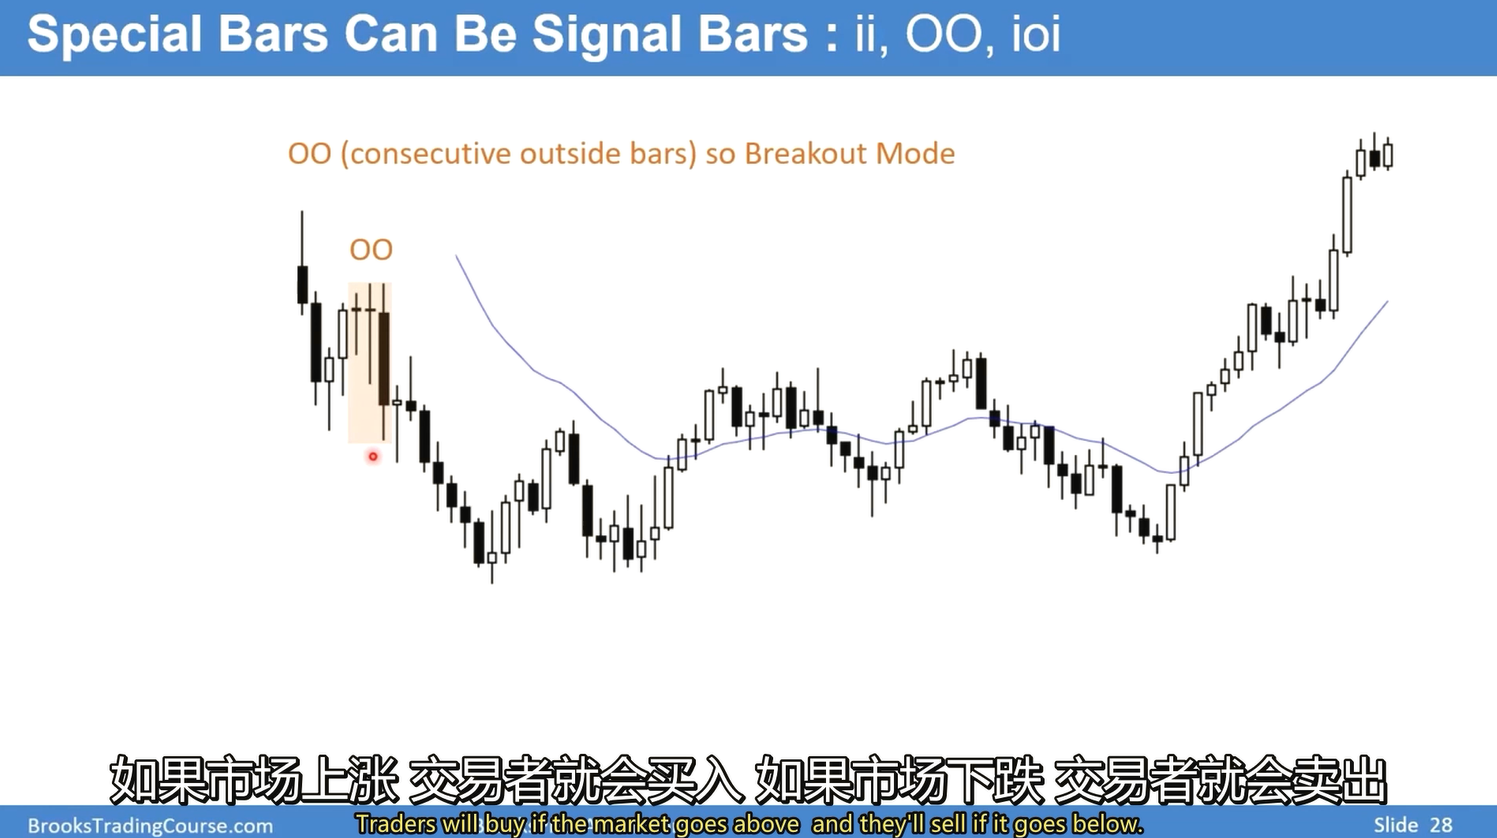 Special Bars Can Be Signal Bars : ii, OO, ioi
OO (consecutive outside bars) so Breakout Mode
OO
如果市场上涨 交易者就会买入 如果市场下跌 交易者就会卖出
BrooksTradingCourse.com
Traders will buy if the market goes above and they'll sell if it goes below.
Slide 28